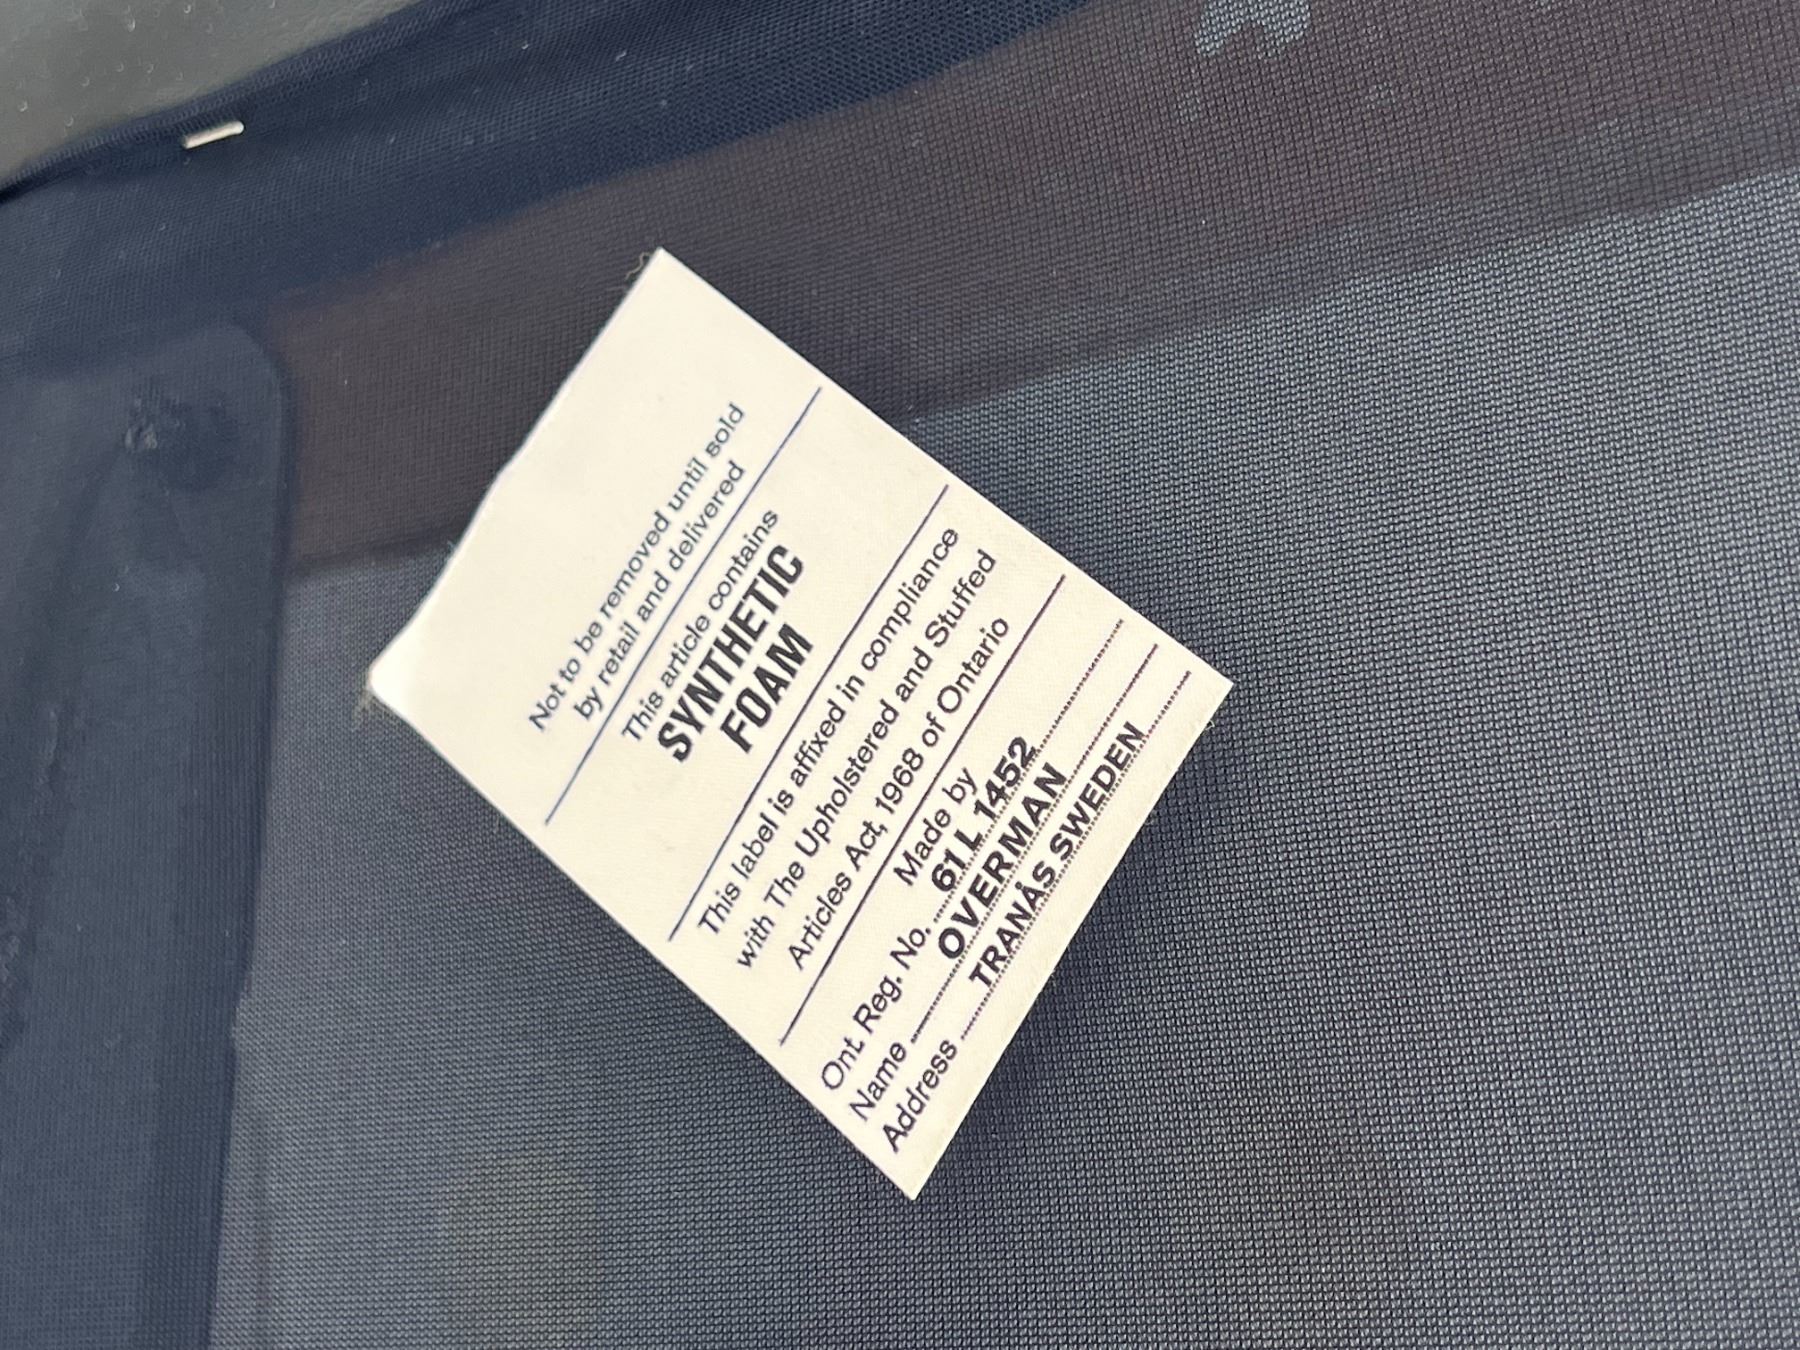 Not to be removed until sold
by retail and delivered
This article contains
SYNTHETIC
FOAM
This label is affixed in compliance
with The Upholstered and Stuffed
Articles Act, 1968 of Ontario
Made by
Ont. Reg. No. 61 L 1452
Name OVERMAN
Address TRANÅS SWEDEN